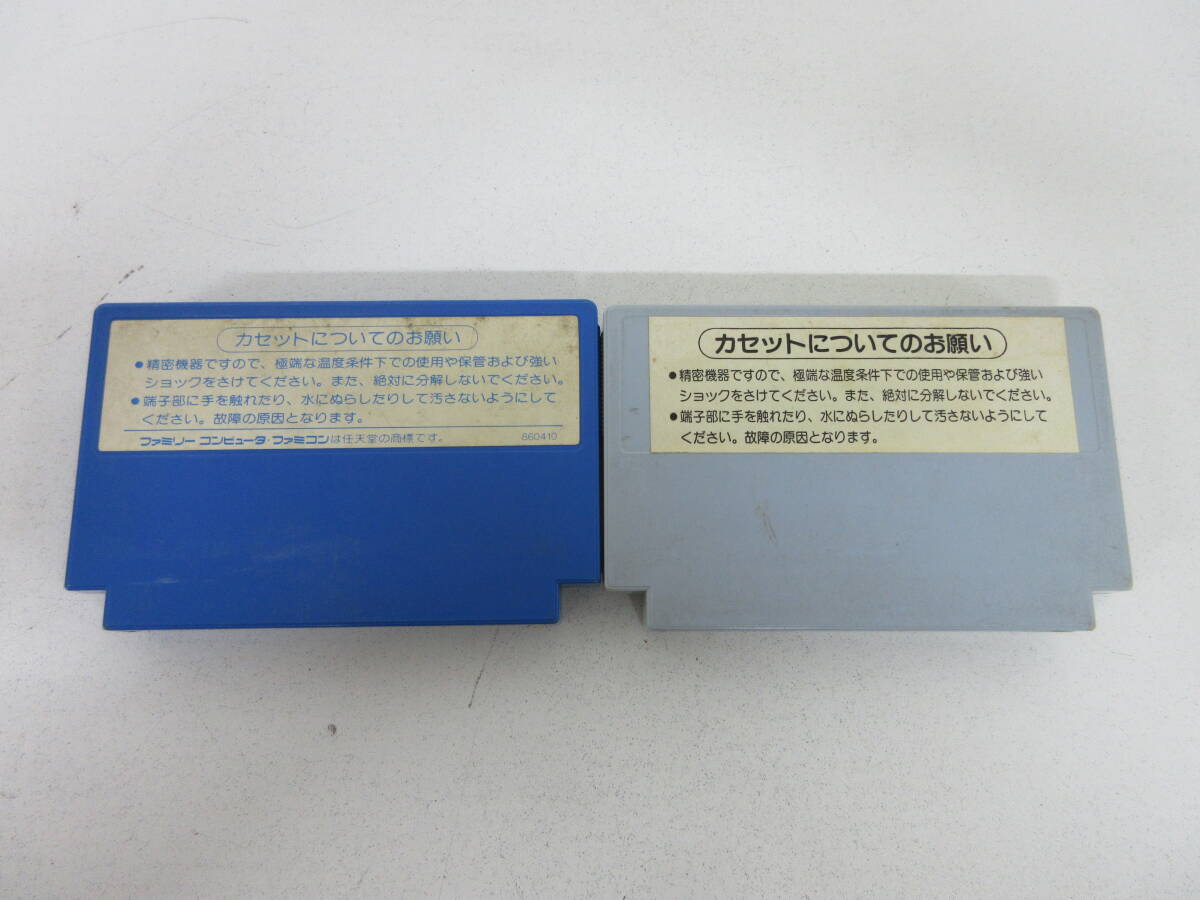 カセットについてのお願い
●精密機器ですので、極端な温度条件下での使用や保管および強い
ショックをさけてください。また、絶対に分解しないでください。
●端子部に手を触れたり、水にぬらしたりして汚さないようにして
ください。故障の原因となります。
ファミリー コンピュータ・ファミコンは任天堂の商標です。 860410
カセットについてのお願い
●精密機器ですので、極端な温度条件下での使用や保管および強い
ショックをさけてください。また、絶対に分解しないでください。
●端子部に手を触れたり、水にぬらしたりして汚さないようにして
ください。故障の原因となります。